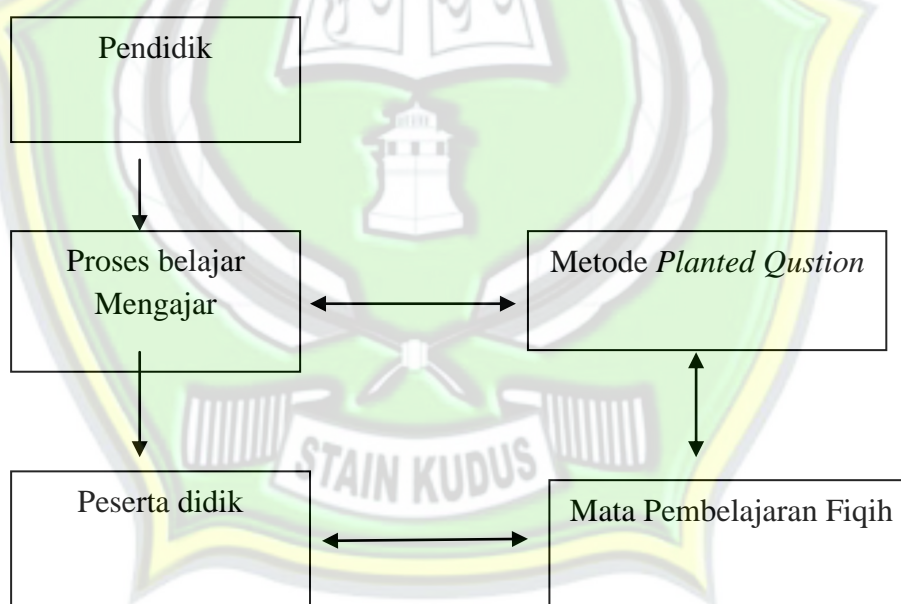 Pendidik
Proses belajar
Mengajar
Metode Planted Qustion
Peserta didik
Mata Pembelajaran Fiqih
STAIN KUDUS